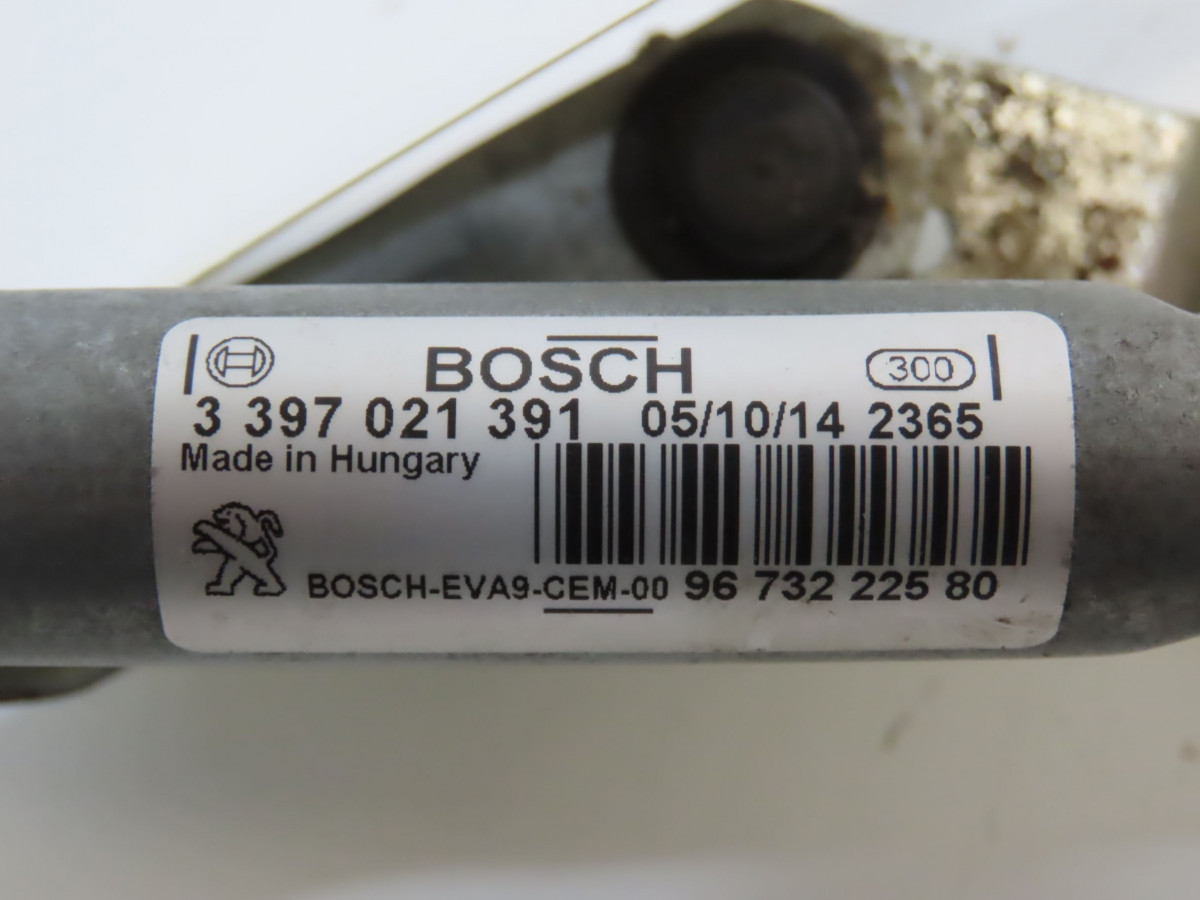 BOSCH 300
3 397 021 391 05/10/14 2365
Made in Hungary
BOSCH-EVA9-CEM-00 96 732 225 80